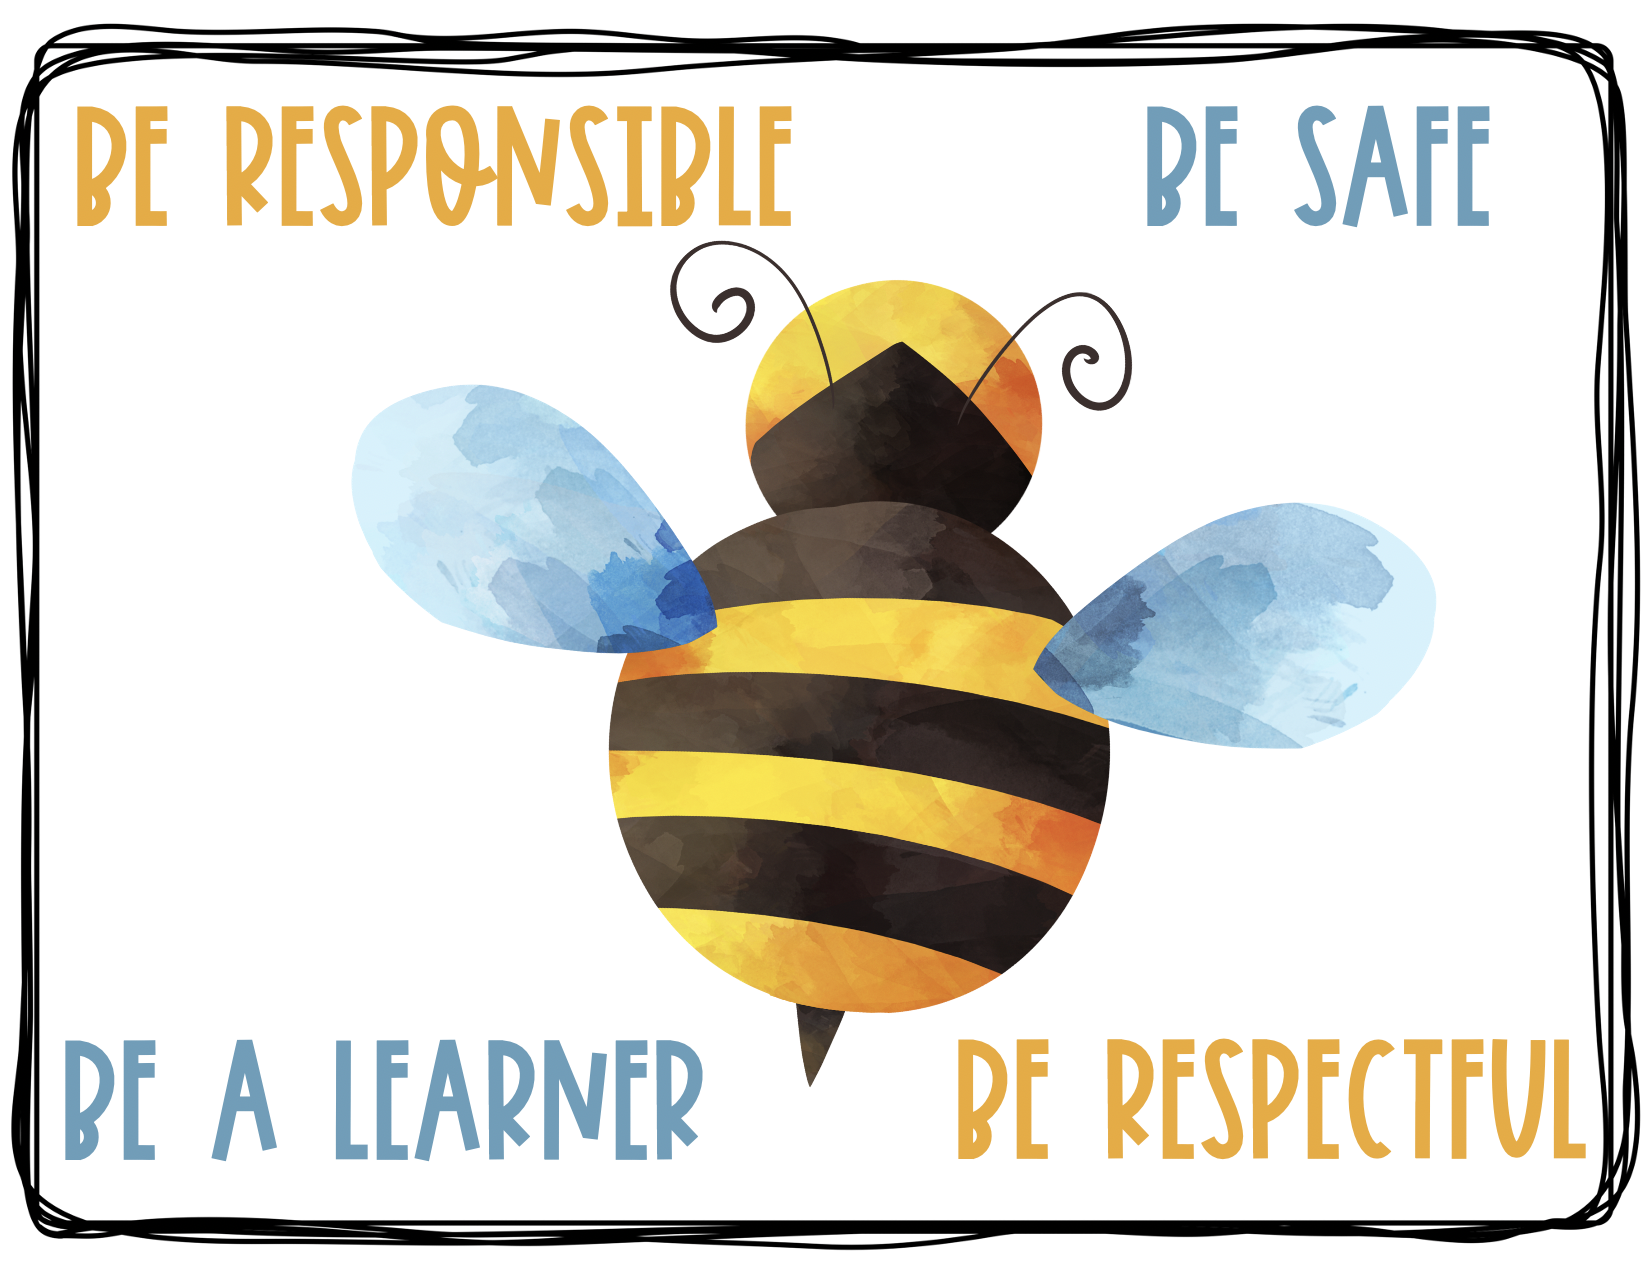 BE RESPONSIBLE
BE SAFE
BE A LEARNER
BE RESPECTFUL